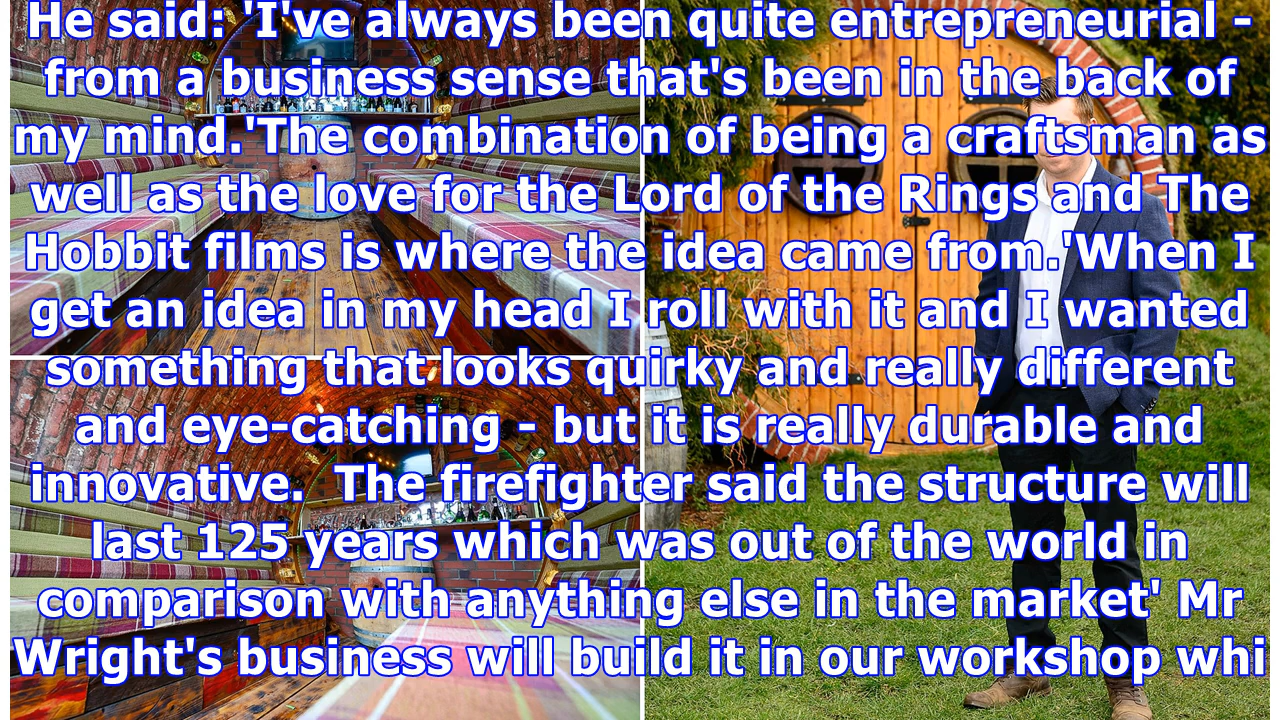 He said: 'I've always been quite entrepreneurial -
from a business sense that's been in the back of
my mind.'The combination of being a craftsman as
well as the love for the Lord of the Rings and The
Hobbit films is where the idea came from.'When I
get an idea in my head I roll with it and I wanted
something that looks quirky and really different
and eye-catching - but it is really durable and
innovative.  The firefighter said the structure will
last 125 years which was out of the world in
comparison with anything else in the market' Mr
Wright's business will build it in our workshop whi